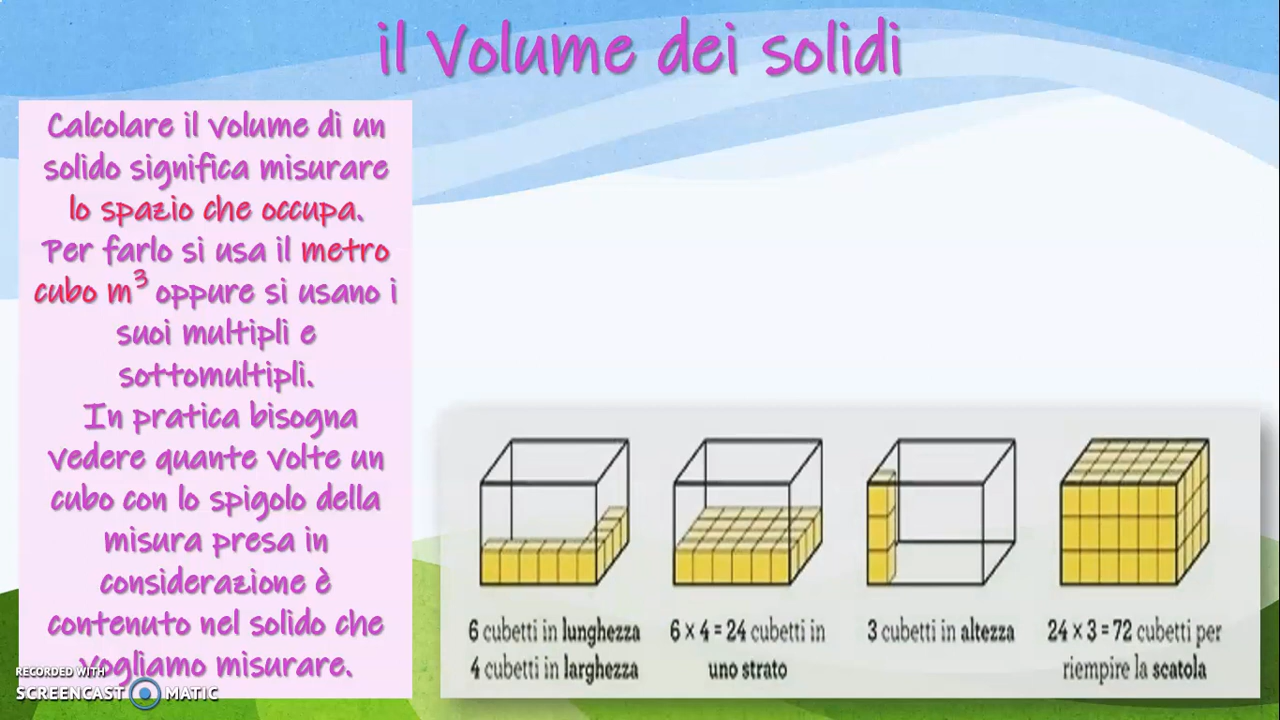 il Volume dei solidi
Calcolare il volume di un
solido significa misurare
lo spazio che occupa.
Per farlo si usa il metro
cubo m³ oppure si usano i
suoi multipli e
sottomultipli.
In pratica bisogna
vedere quante volte un
cubo con lo spigolo della
misura presa in
considerazione è
contenuto nel solido che
vogliamo misurare.
6 cubetti in lunghezza
4 cubetti in larghezza
6 x 4 = 24 cubetti in
uno strato
3 cubetti in altezza
24 x 3 = 72 cubetti per
riempire la scatola
RECORDED WITH
SCREENCAST MATIC